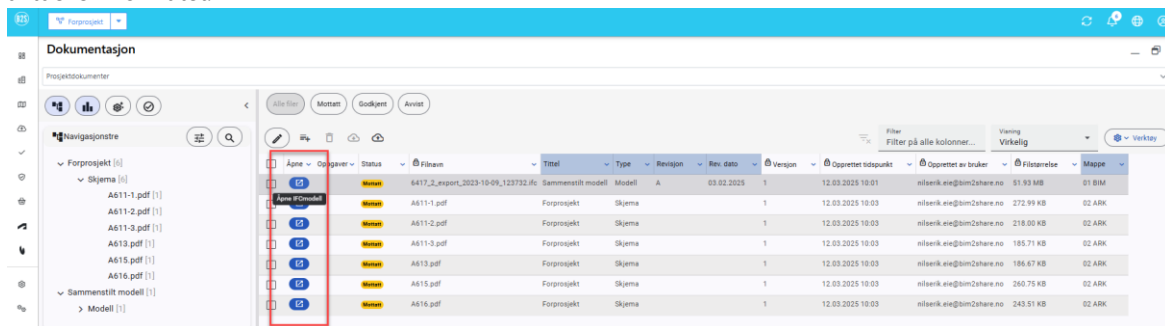 B2S Forprosjekt
Dokumentasjon
Prosjektdokumenter
Alle filer Mottatt Godkjent Avvist
Navigasjonstre
Filter
Filter på alle kolonner...
Visning
Virkelig
Verktøy
Åpne Oppgaver Status Filnavn Tittel Type Revisjon Rev. dato Versjon Opprettet tidspunkt Opprettet av bruker Filstørrelse Mappe
Forprosjekt [6]
Skjema [6]
A611-1.pdf [1]
A611-2.pdf [1]
A611-3.pdf [1]
A613.pdf [1]
A615.pdf [1]
A616.pdf [1]
Sammenstilt modell [1]
Modell [1]
Mottatt 6417_2_export_2023-10-09_123732.ifc Sammenstilt modell Modell A 03.02.2025 1 12.03.2025 10:01 nilserik.eie@bim2share.no 51.93 MB 01 BIM
Åpne IFCmodell
Mottatt A611-1.pdf Forprosjekt Skjema 1 12.03.2025 10:03 nilserik.eie@bim2share.no 272.99 KB 02 ARK
Mottatt A611-2.pdf Forprosjekt Skjema 1 12.03.2025 10:03 nilserik.eie@bim2share.no 218.00 KB 02 ARK
Mottatt A611-3.pdf Forprosjekt Skjema 1 12.03.2025 10:03 nilserik.eie@bim2share.no 185.71 KB 02 ARK
Mottatt A613.pdf Forprosjekt Skjema 1 12.03.2025 10:03 nilserik.eie@bim2share.no 186.67 KB 02 ARK
Mottatt A615.pdf Forprosjekt Skjema 1 12.03.2025 10:03 nilserik.eie@bim2share.no 260.75 KB 02 ARK
Mottatt A616.pdf Forprosjekt Skjema 1 12.03.2025 10:03 nilserik.eie@bim2share.no 243.51 KB 02 ARK